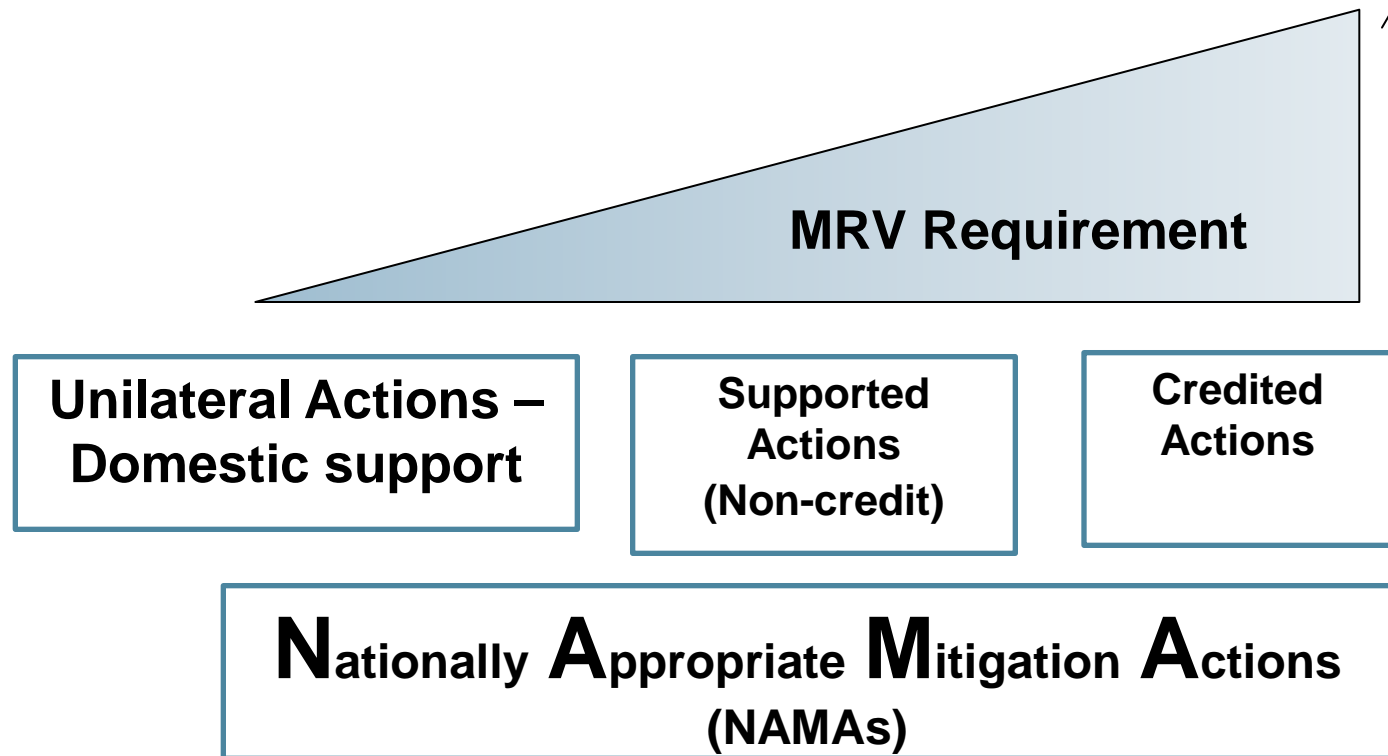 MRV Requirement
Unilateral Actions –
Domestic support
Supported
Actions
(Non-credit)
Credited
Actions
Nationally Appropriate Mitigation Actions
(NAMAs)